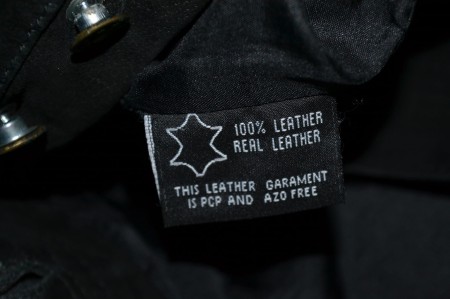 100% LEATHER
REAL LEATHER
THIS LEATHER GARAMENT
IS PCP AND AZO FREE